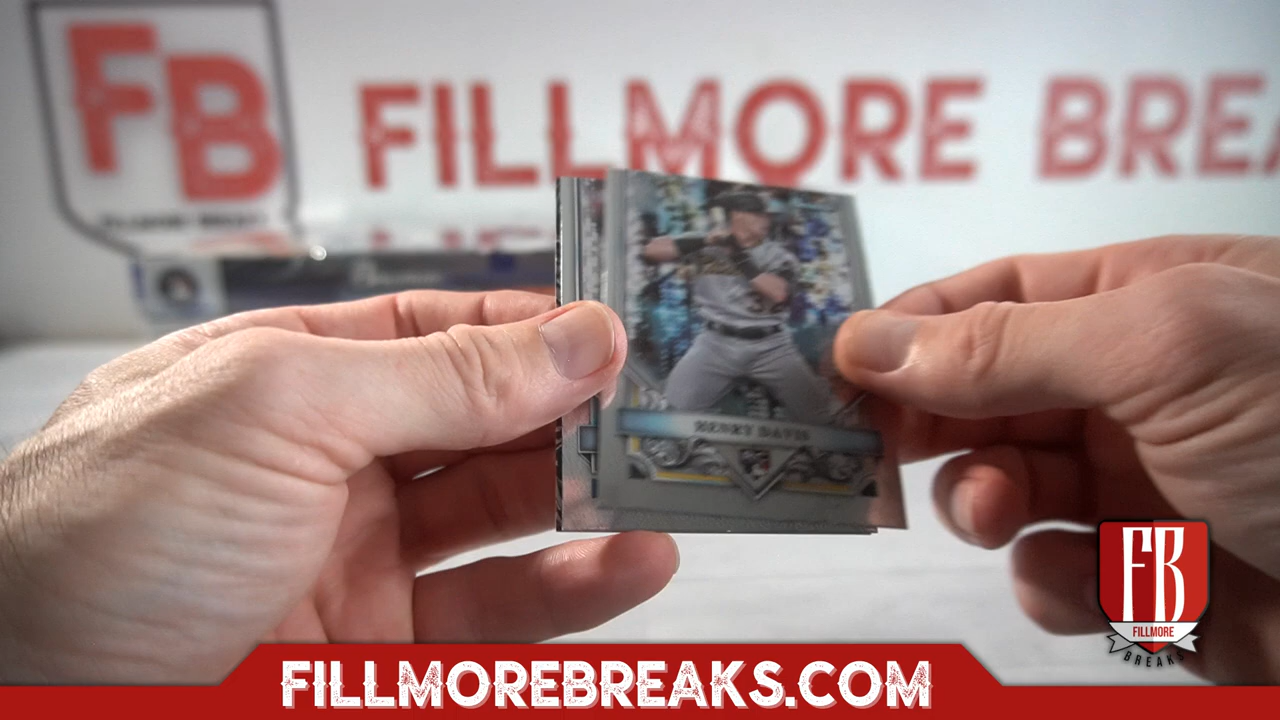 FB
FILLMORE BREA
HENRY DAVIS
FB
FILLMORE
BREAKS
FILLMOREBREAKS.COM